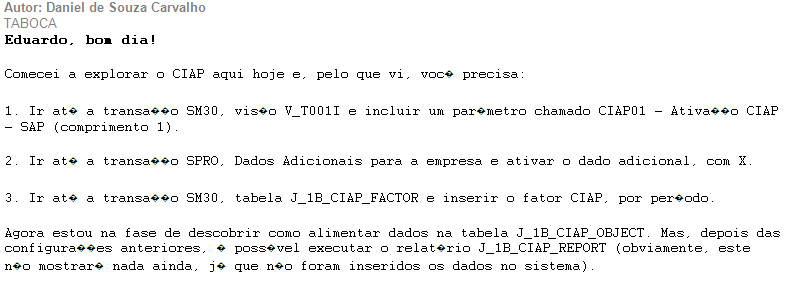 Autor: Daniel de Souza Carvalho
TABOCA
Eduardo, bom dia!
Comecei a explorar o CIAP aqui hoje e, pelo que vi, voc� precisa:
1. Ir at� a transa��o SM30, vis�o V_T001I e incluir um par�metro chamado CIAP01 - Ativa��o CIAP
- SAP (comprimento 1).
2. Ir at� a transa��o SPRO, Dados Adicionais para a empresa e ativar o dado adicional, com X.
3. Ir at� a transa��o SM30, tabela J_1B_CIAP_FACTOR e inserir o fator CIAP, por per�odo.
Agora estou na fase de descobrir como alimentar dados na tabela J_1B_CIAP_OBJECT. Mas, depois das
configura��es anteriores, � poss�vel executar o relat�rio J_1B_CIAP_REPORT (obviamente, este
n�o mostrar� nada ainda, j� que n�o foram inseridos os dados no sistema).